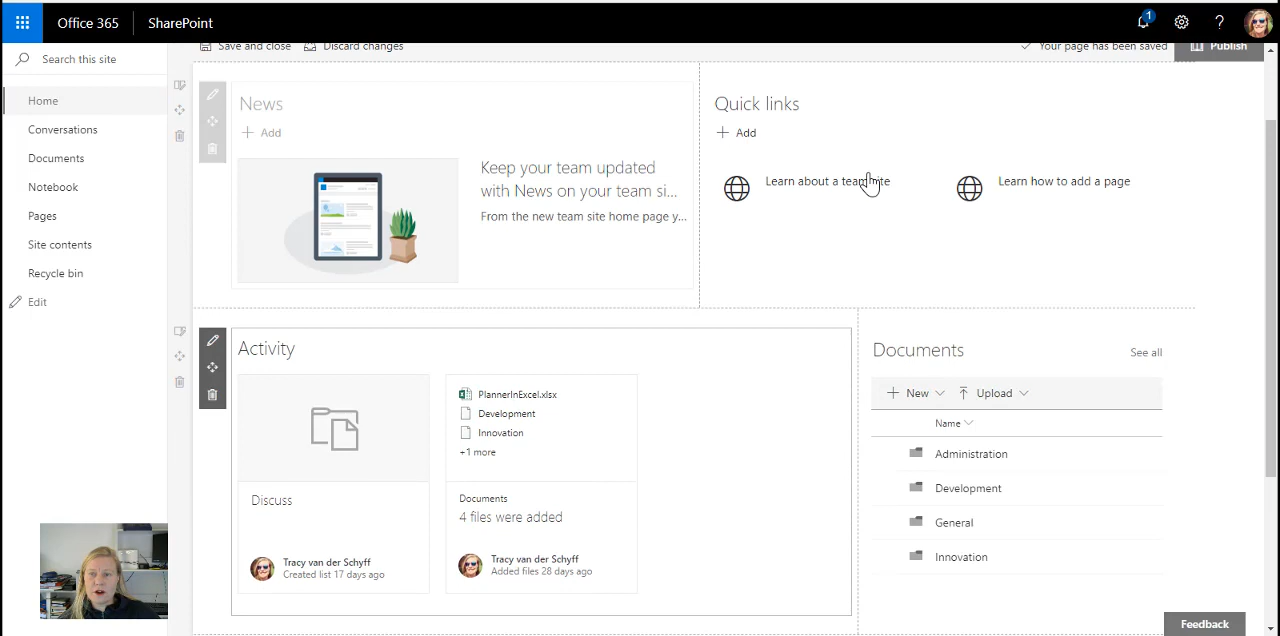 Office 365
SharePoint
1
?
Save and close
Discard changes
Your page has been saved
Publish
Search this site
Home
Conversations
Documents
Notebook
Pages
Site contents
Recycle bin
Edit
News
+ Add
Keep your team updated
with News on your team si...
From the new team site home page y...
Quick links
+ Add
Learn about a team site
Learn how to add a page
Activity
Discuss
Tracy van der Schyff
Created list 17 days ago
PlannerInExcel.xlsx
Development
Innovation
+1 more
Documents
4 files were added
Tracy van der Schyff
Added files 28 days ago
Documents
See all
+ New
Upload
Name
Administration
Development
General
Innovation
Feedback